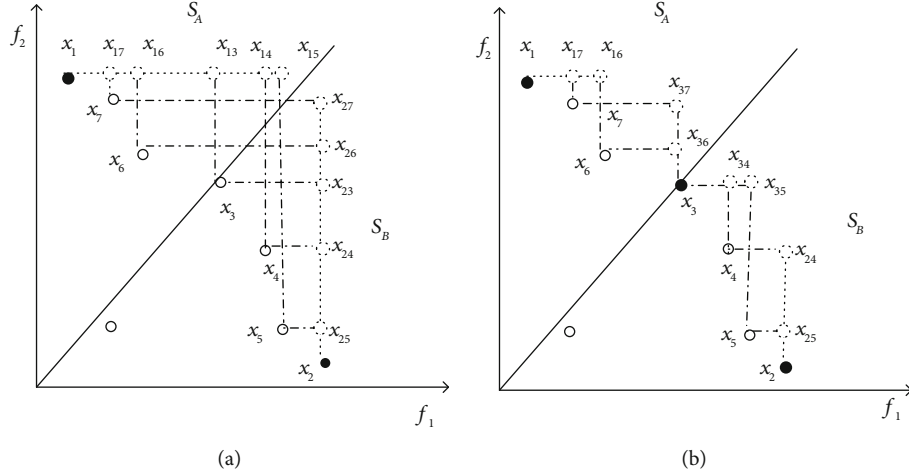 S_A
f_2
x_1 x_17 x_16 x_13 x_14 x_15
x_7
x_27
x_6
x_26
x_3
x_23
S_B
x_4
x_24
x_5
x_25
x_2
f_1
(a)
S_A
f_2
x_1 x_17 x_16
x_37
x_7
x_36
x_6
x_34
x_35
x_3
S_B
x_4
x_24
x_5
x_25
x_2
f_1
(b)